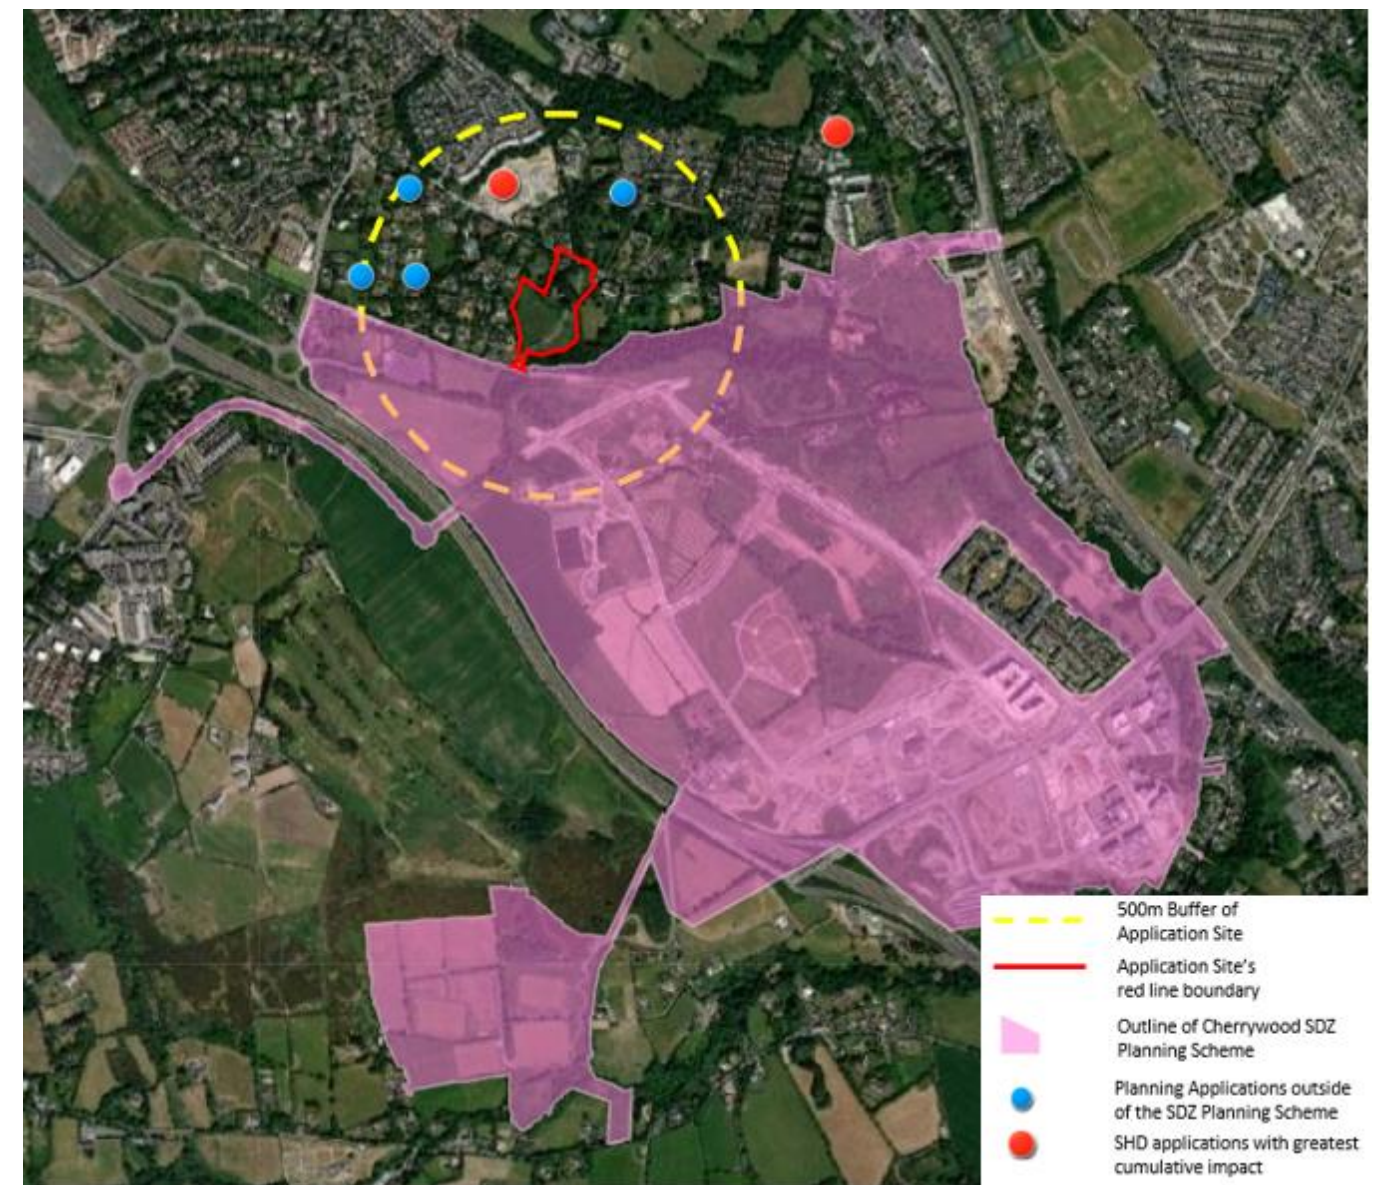 500m Buffer of
Application Site
Application Site's
red line boundary
Outline of Cherrywood SDZ
Planning Scheme
Planning Applications outside
of the SDZ Planning Scheme
SHD applications with greatest
cumulative impact